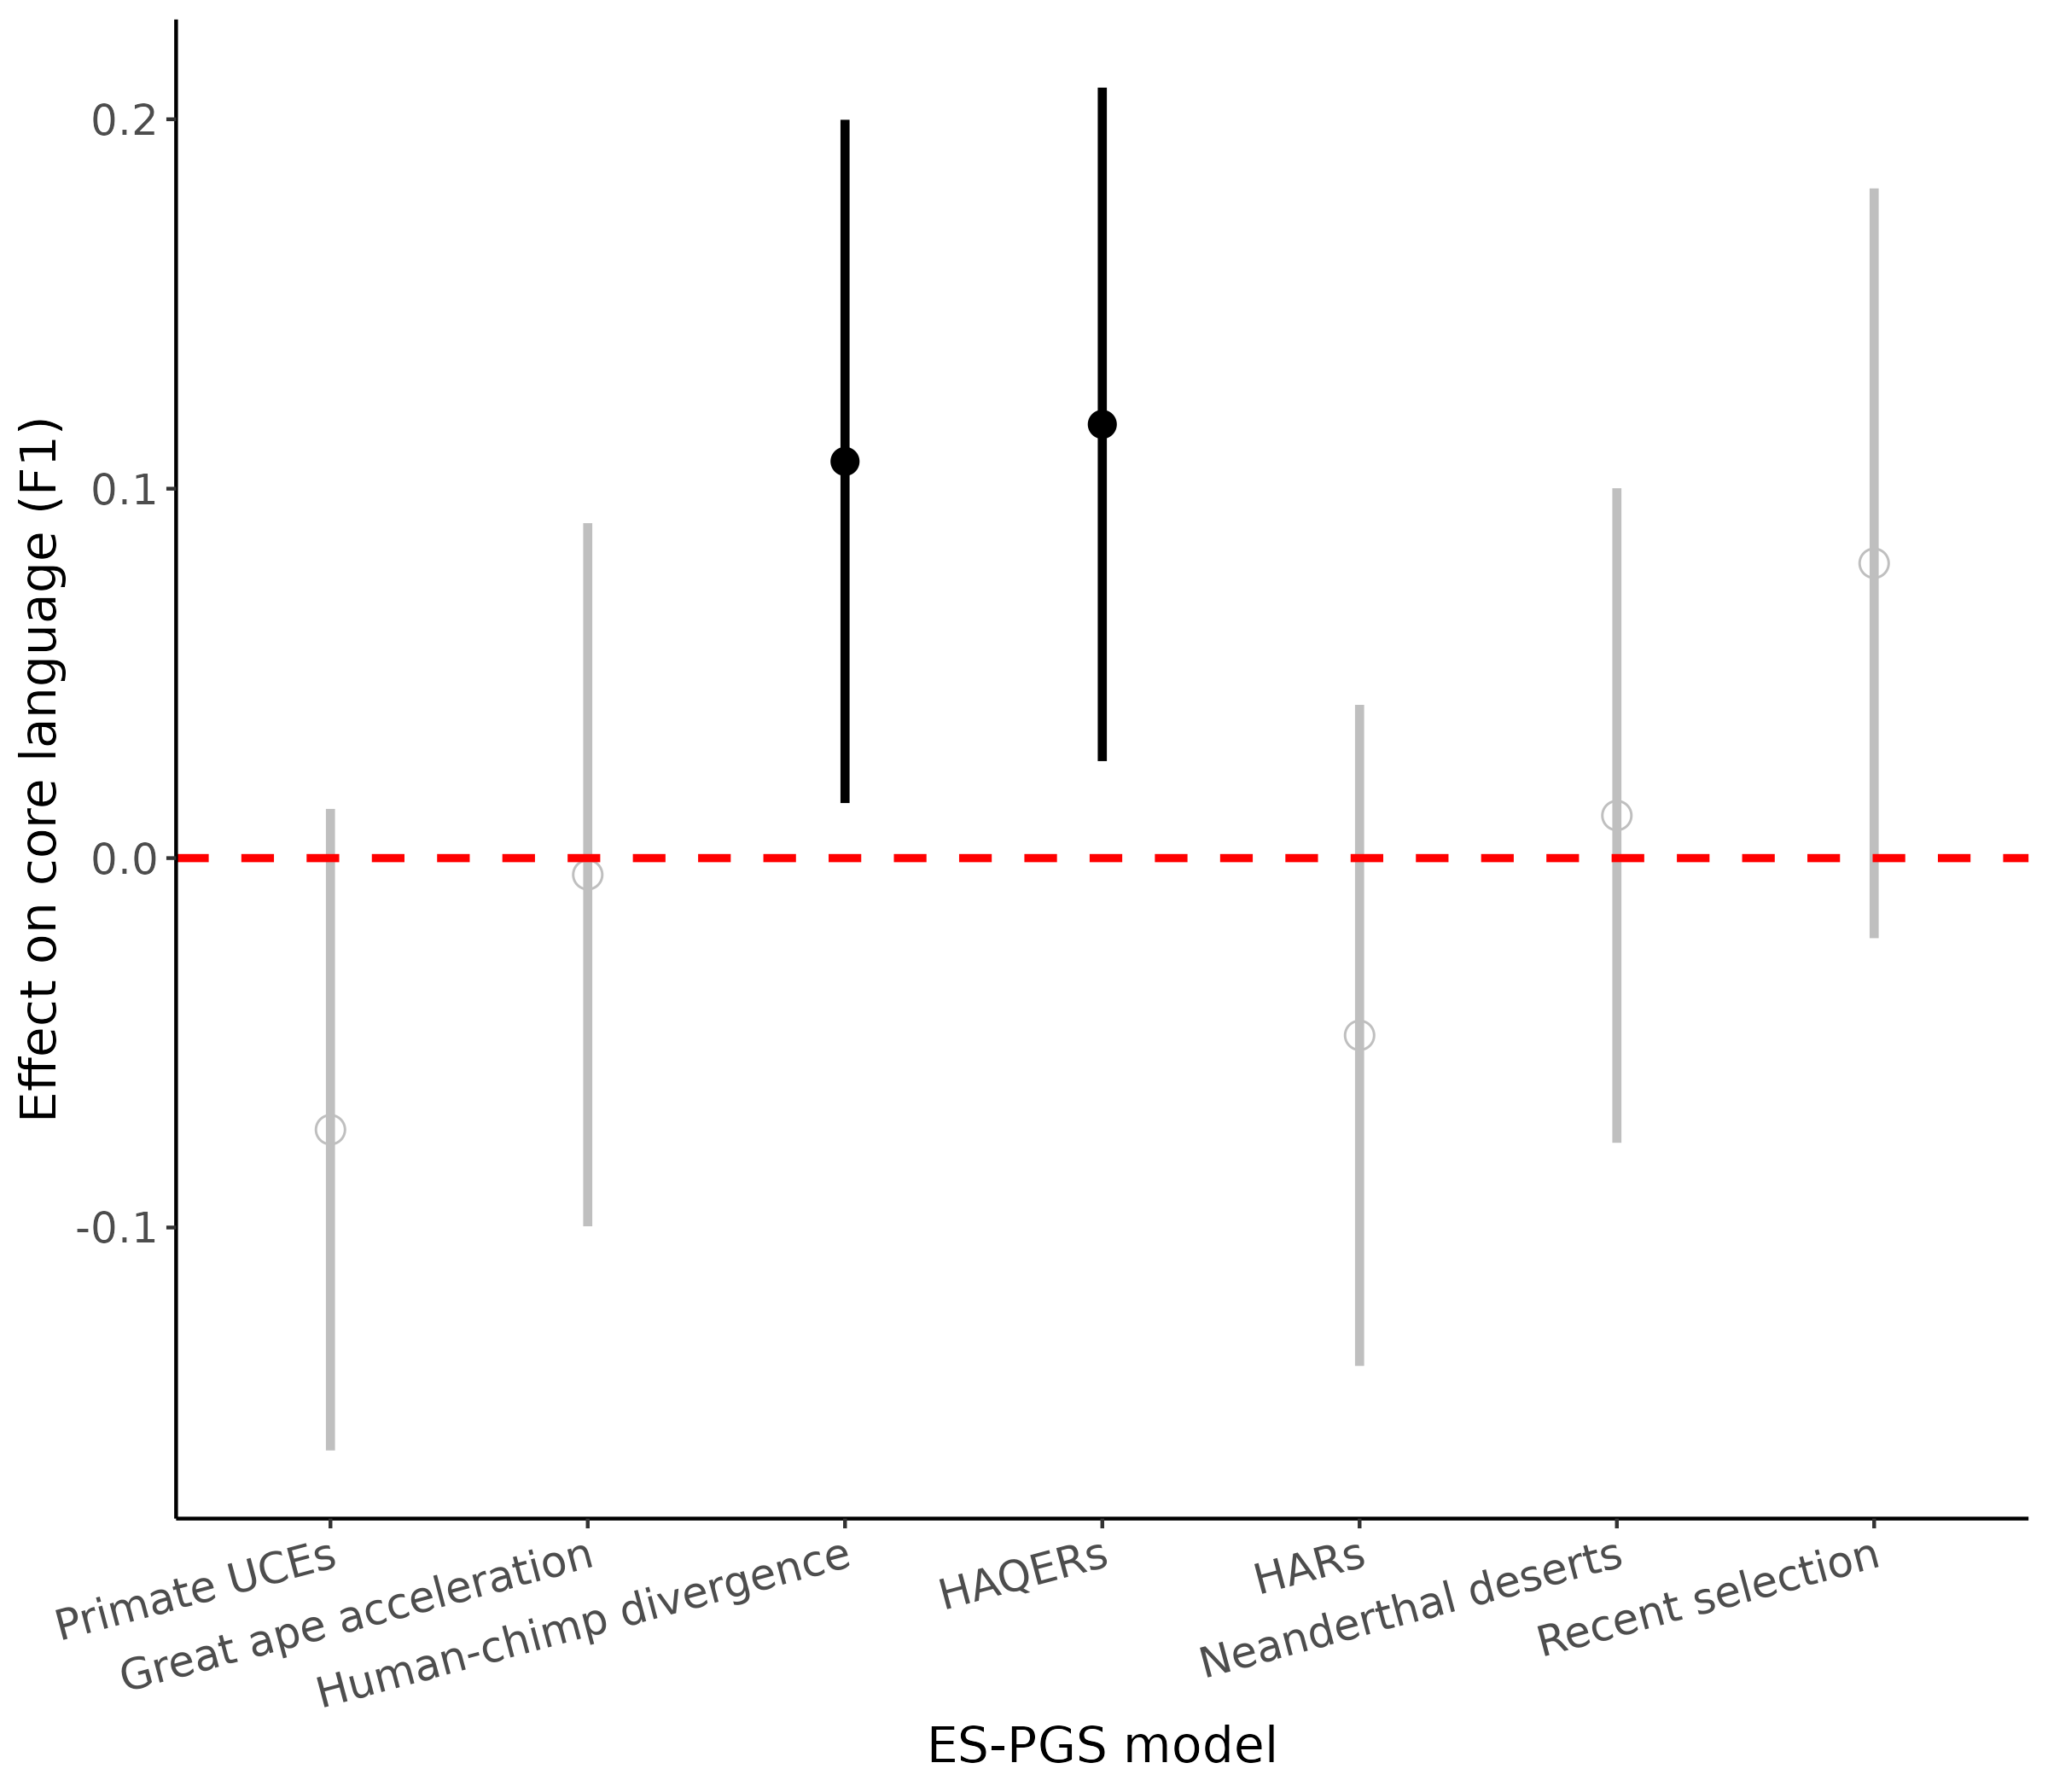 Effect on core language (F1)
0.2
0.1
0.0
-0.1
Primate UCEs
Great ape acceleration
Human-chimp divergence
HAQERs
HARs
Neanderthal deserts
Recent selection
ES-PGS model